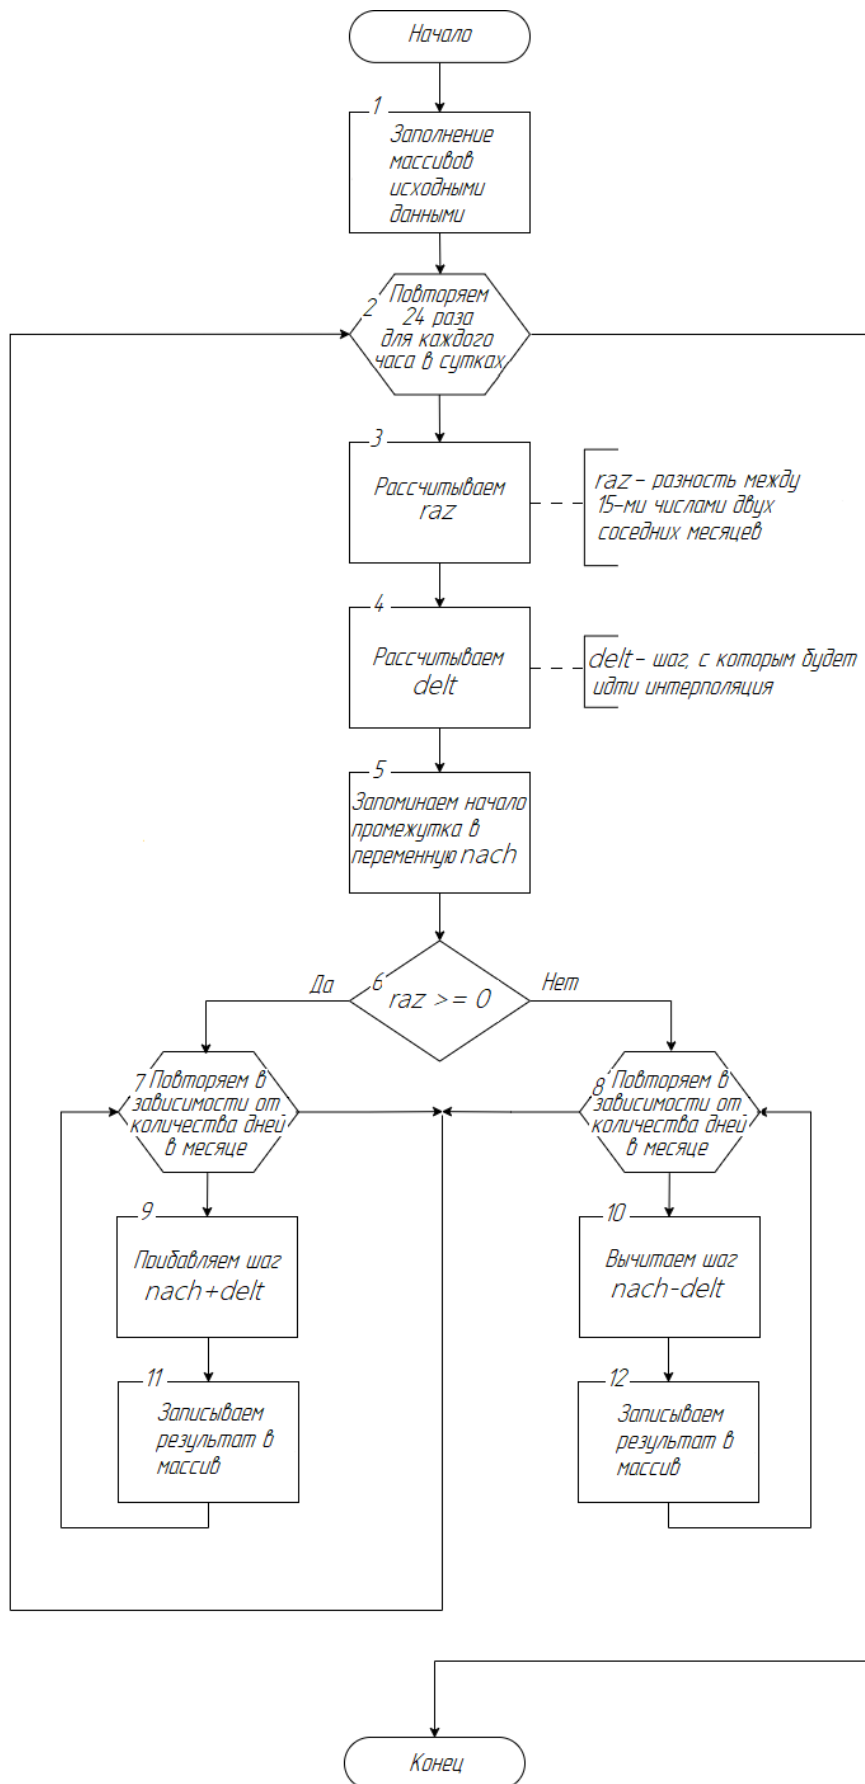 Начало
1
Заполнение
массивов
исходными
данными
2
Повторяем
24 раза
для каждого
часа в сутках
3
Рассчитываем
raz
raz – разность между
15-ми числами двух
соседних месяцев
4
Рассчитываем
delt
delt – шаг, с которым будет
идти интерполяция
5
Запоминаем начало
промежутка в
переменную nach
6
raz >= 0
Да
Нет
7 Повторяем в
зависимости от
количества дней
в месяце
8 Повторяем в
зависимости от
количества дней
в месяце
9
Прибавляем шаг
nach+delt
10
Вычитаем шаг
nach-delt
11
Записываем
результат в
массив
12
Записываем
результат в
массив
Конец